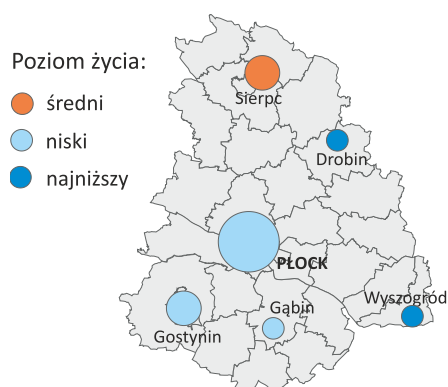 Poziom życia:
średni
niski
najniższy
Sierpc
Drobin
PŁOCK
Wyszogród
Gąbin
Gostynin